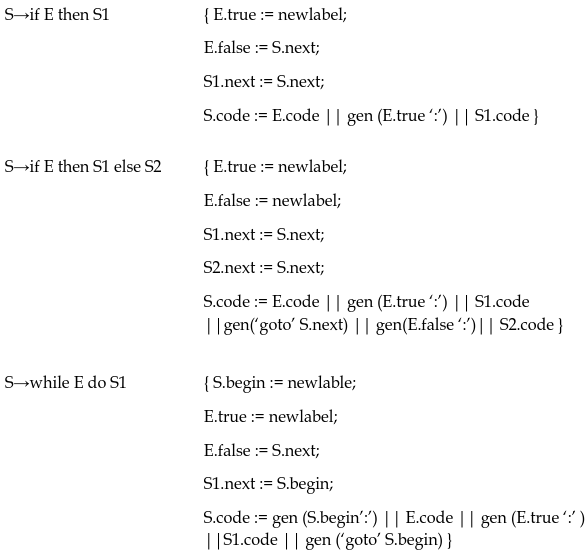 S→if E then S1 { E.true := newlabel;
E.false := S.next;
S1.next := S.next;
S.code := E.code || gen (E.true ‘:’) || S1.code }
S→if E then S1 else S2 { E.true := newlabel;
E.false := newlabel;
S1.next := S.next;
S2.next := S.next;
S.code := E.code || gen (E.true ‘:’) || S1.code
||gen(‘goto’ S.next) || gen(E.false ‘:’)|| S2.code }
S→while E do S1 { S.begin := newlable;
E.true := newlabel;
E.false := S.next;
S1.next := S.begin;
S.code := gen (S.begin’:’) || E.code || gen (E.true ‘:’ )
||S1.code || gen (‘goto’ S.begin) }